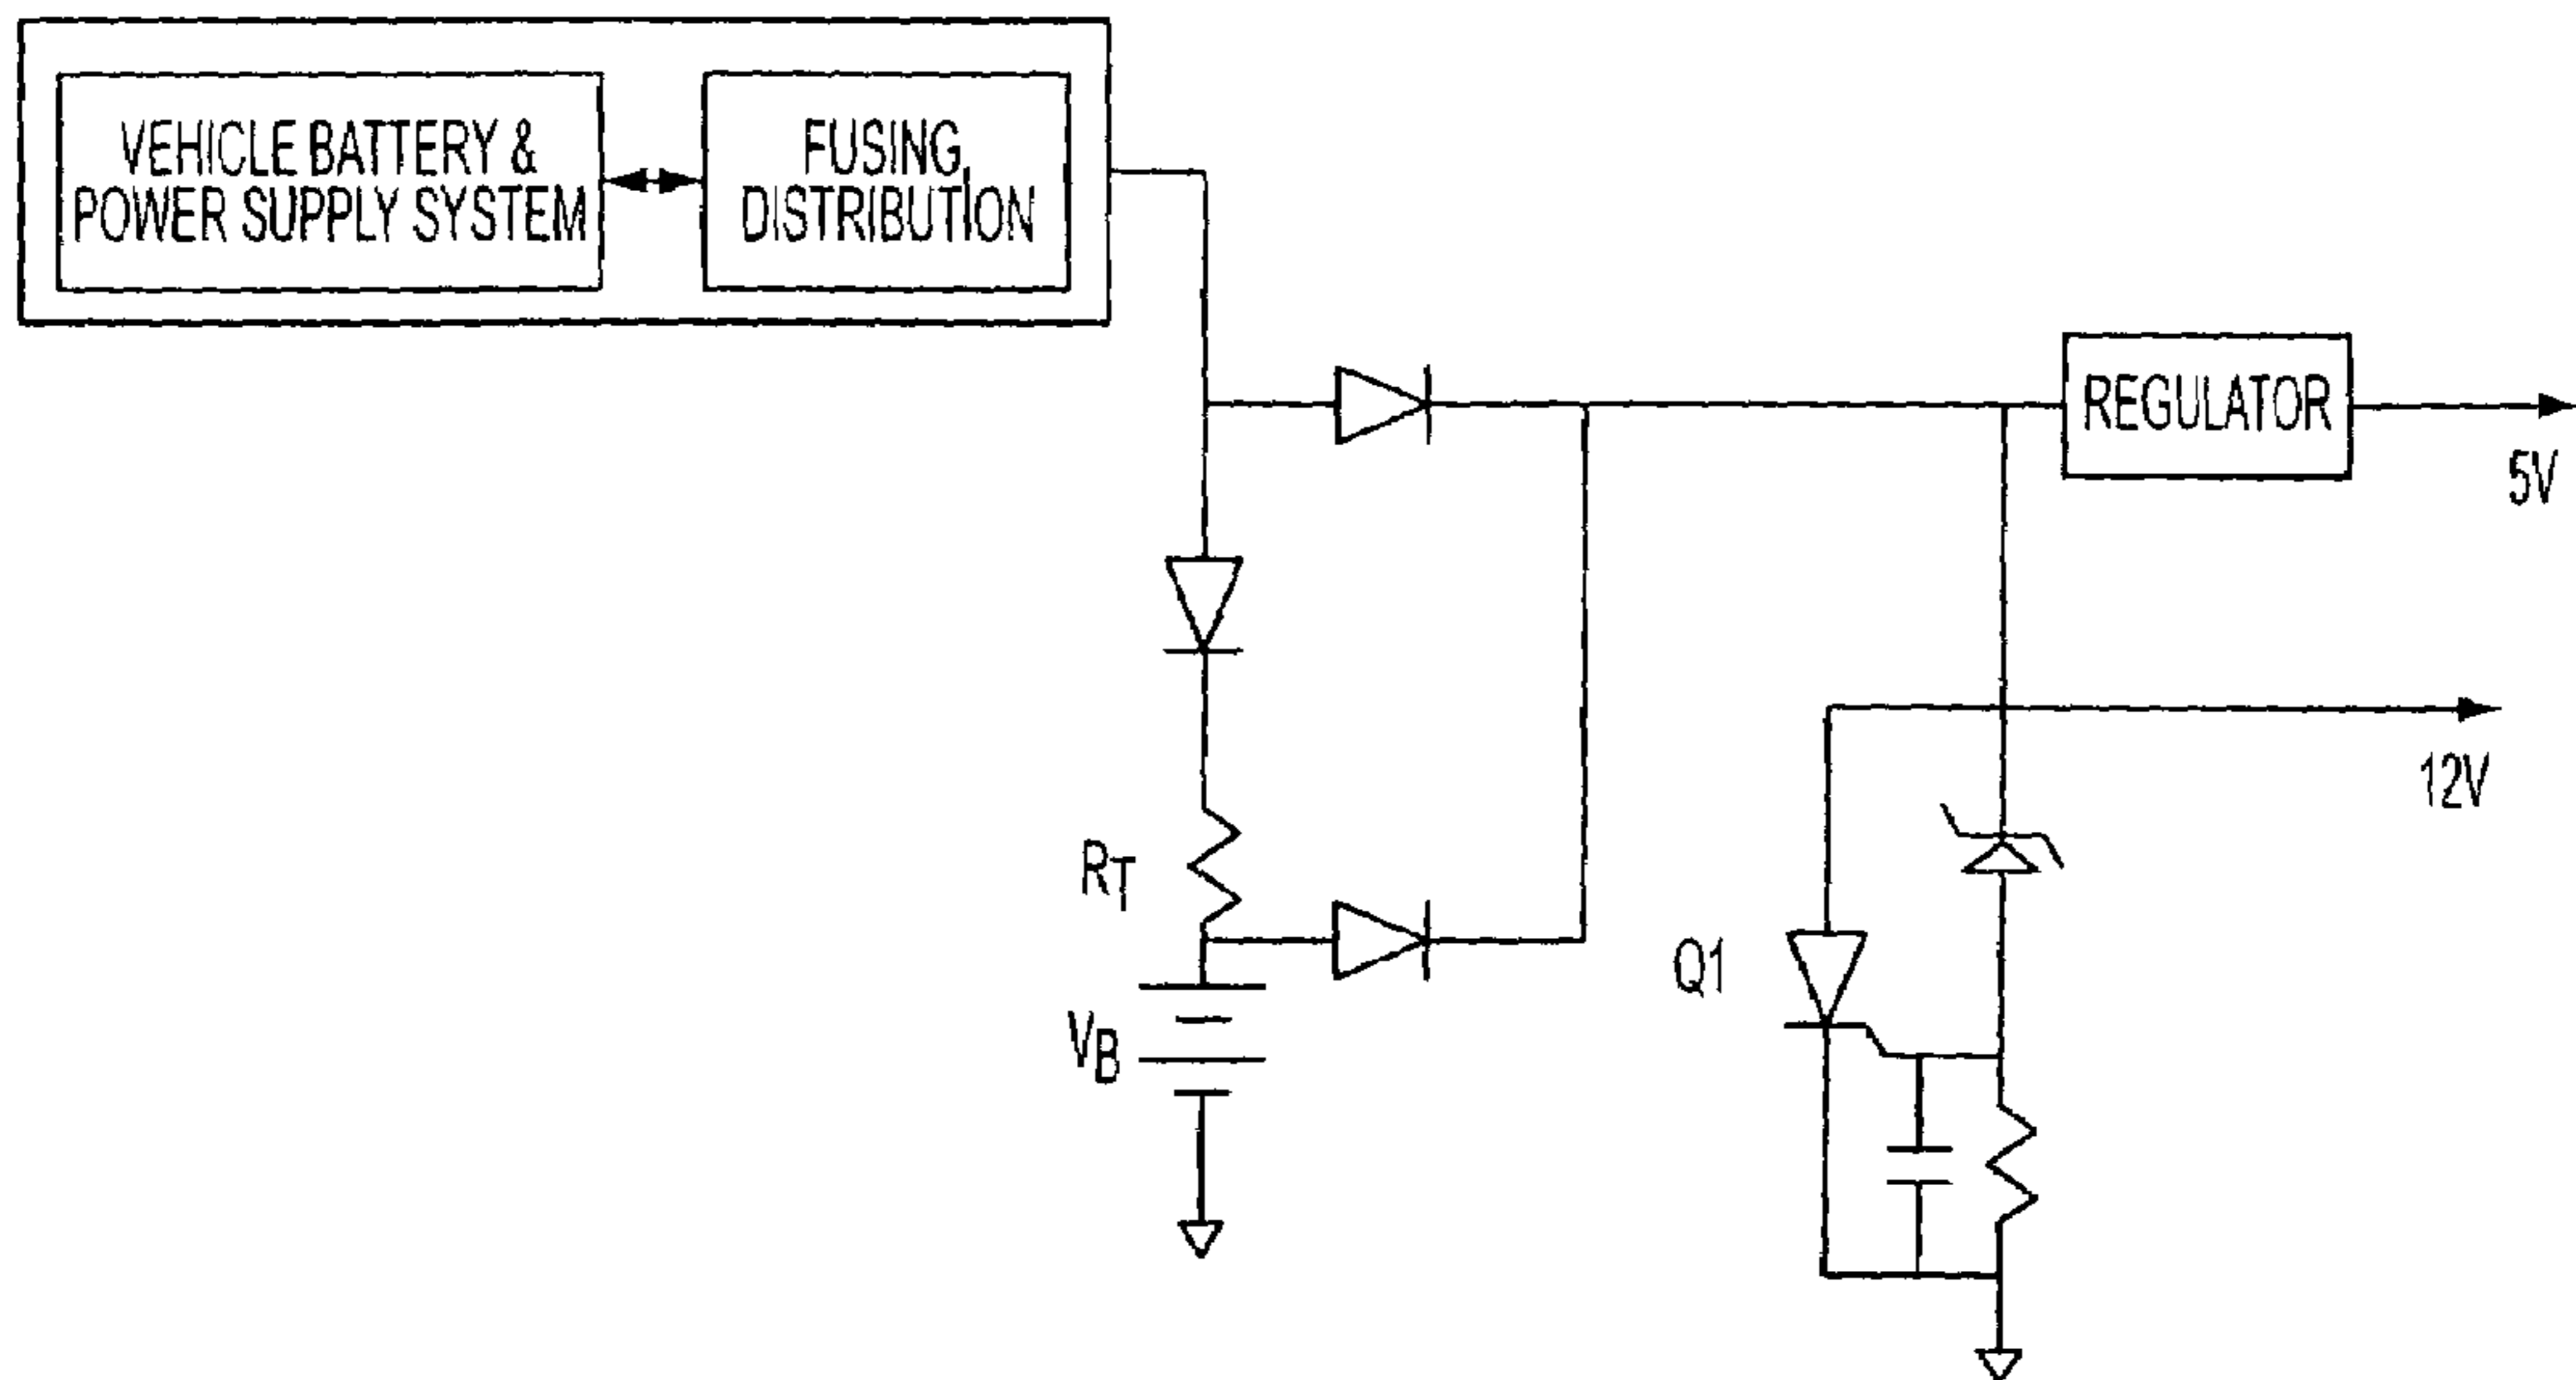 VEHICLE BATTERY &
POWER SUPPLY SYSTEM
FUSING,
DISTRIBUTION
REGULATOR
5V
12V
RT
Q1
VB